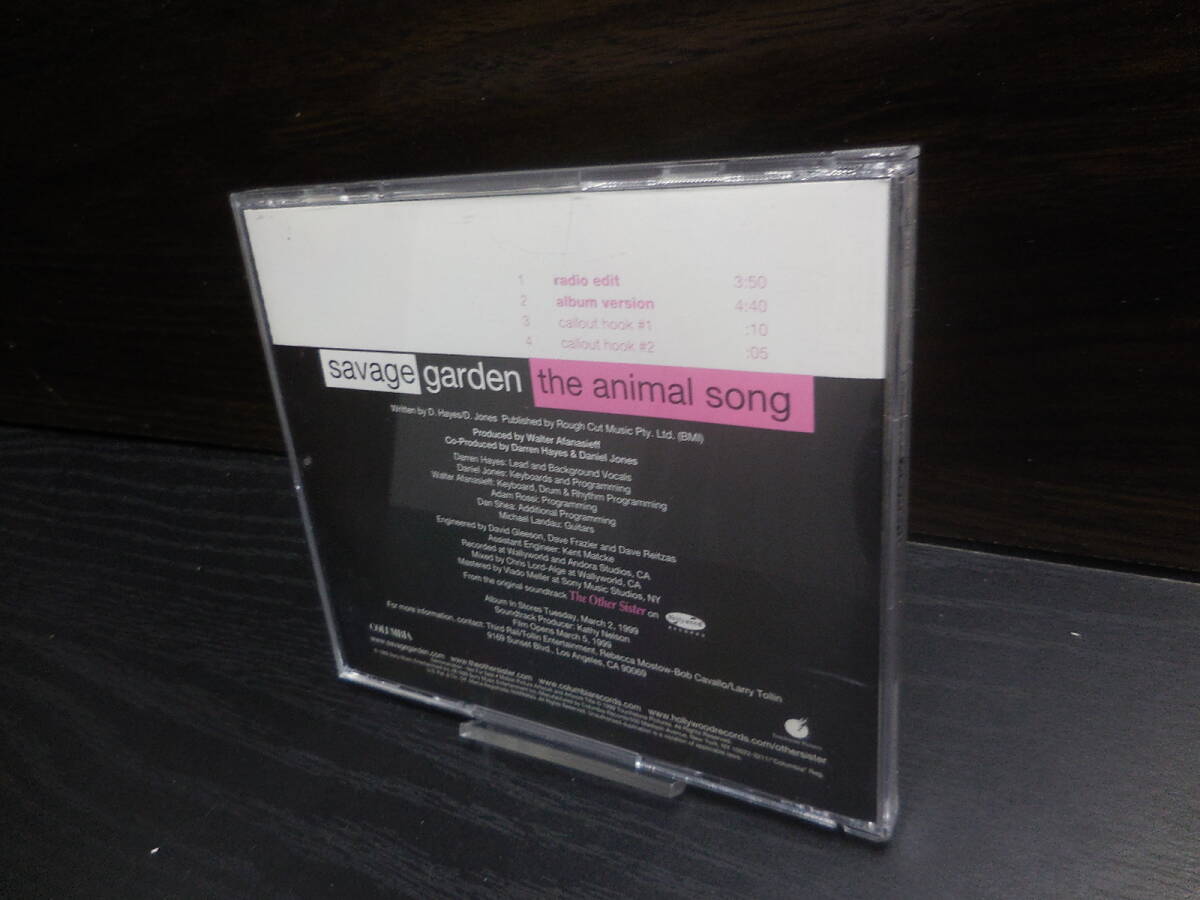 1 radio edit 3:50
2 album version 4:40
3 callout hook #1 :10
4 callout hook #2 :05
savage garden the animal song
Written by D. Hayes/D. Jones Published by Rough Cut Music Pty. Ltd. (BMI)
Produced by Walter Afanasieff
Co-Produced by Darren Hayes & Daniel Jones
Darren Hayes: Lead and Background Vocals
Daniel Jones: Keyboards and Programming
Walter Afanasieff: Keyboard, Drum & Rhythm Programming
Adam Rossi: Programming
Dan Shea: Additional Programming
Michael Landau: Guitars
Engineered by David Gleeson, Dave Frazier and Dave Reitzas
Assistant Engineer: Kent Matcke
Recorded at Wallyworld and Andora Studios, CA
Mixed by Chris Lord-Alge at Wallyworld, CA
Mastered by Vlado Meller at Sony Music Studios, NY
From the original soundtrack The Other Sister on
RECORDS
Album In Stores Tuesday, March 2, 1999
Soundtrack Producer: Kathy Nelson
Film Opens March 5, 1999
For more information, contact: Third Rail/Tollin Entertainment. Rebecca Mostow-Bob Cavallo/Larry Tollin
9169 Sunset Blvd., Los Angeles, CA 90069
COLUMBIA
www.savagegarden.com www.theothersister.com www.columbiarecords.com www.hollywoodrecords.com/othersister
Touchstone Pictures